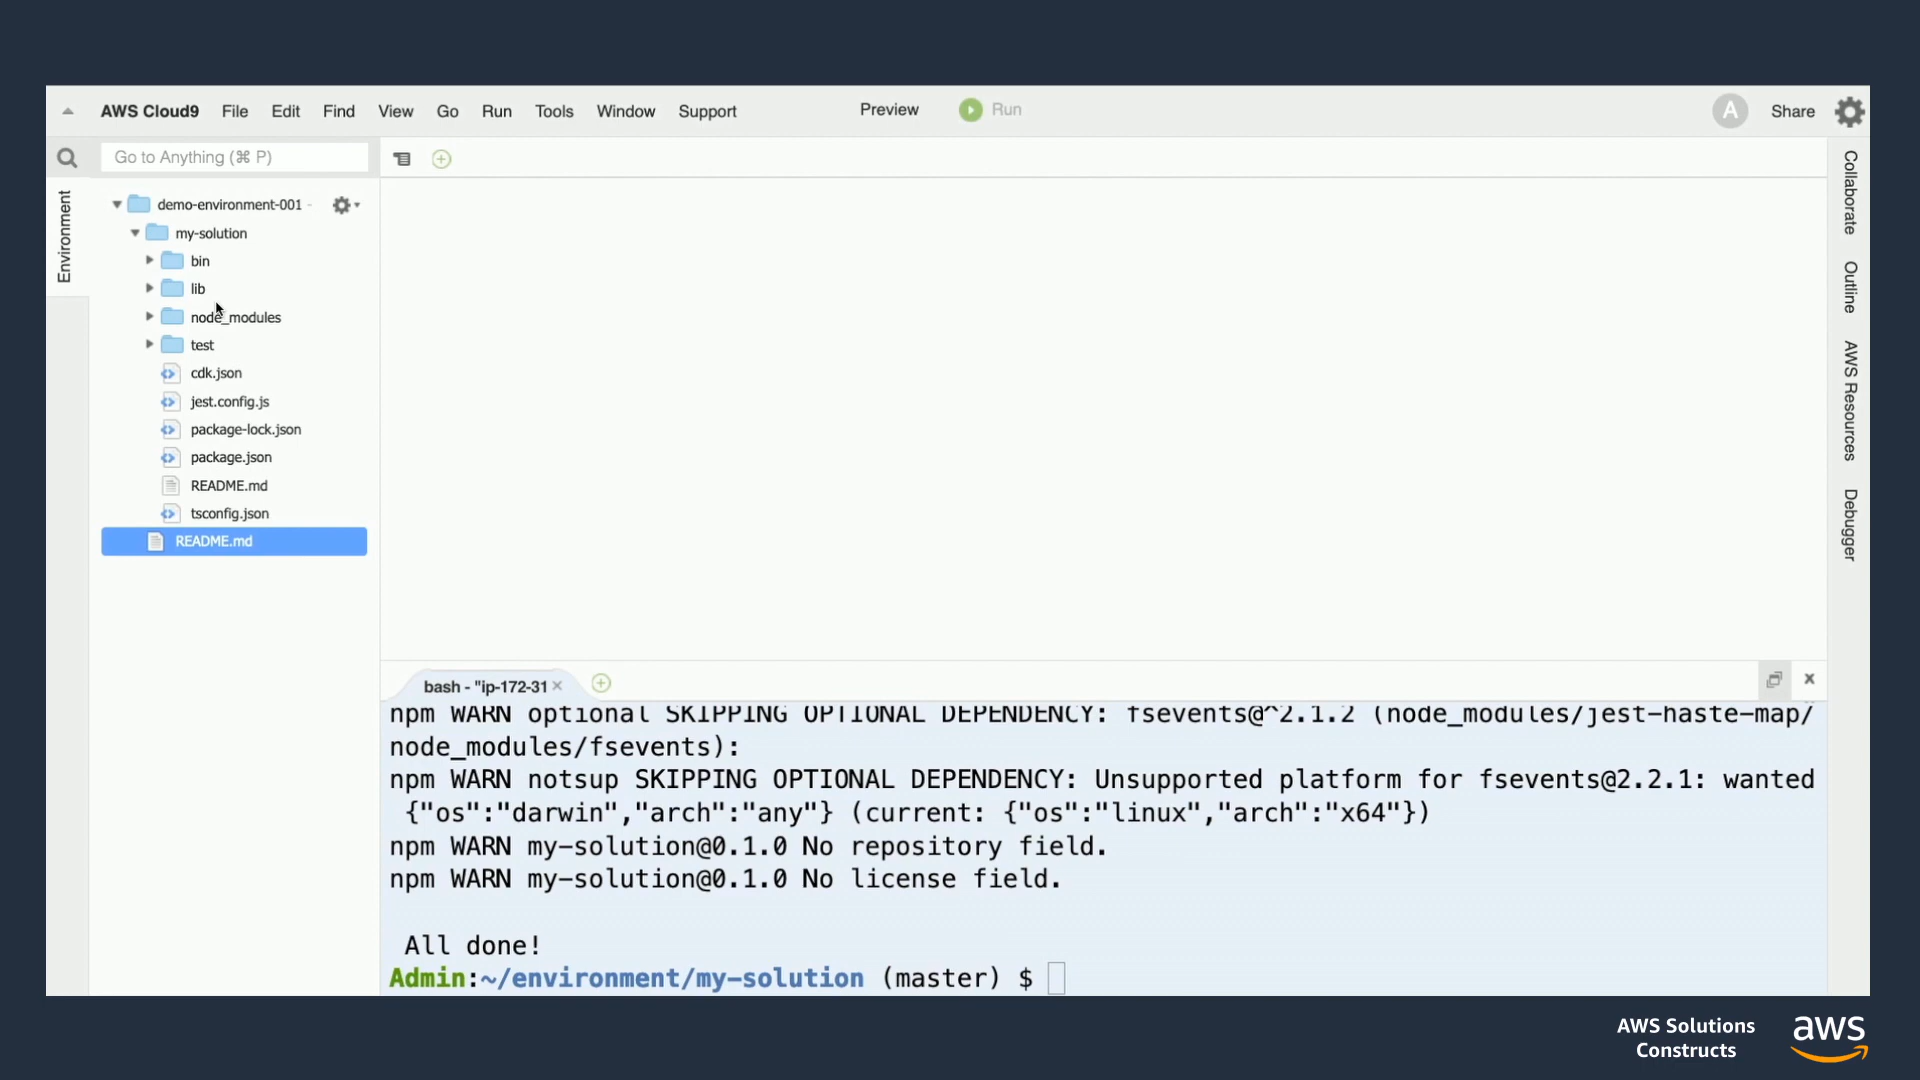 AWS Cloud9 File Edit Find View Go Run Tools Window Support Preview Run A Share
Go to Anything (⌘ P)
Environment
demo-environment-001 -
my-solution
bin
lib
node_modules
test
cdk.json
jest.config.js
package-lock.json
package.json
README.md
tsconfig.json
README.md
Collaborate
Outline
AWS Resources
Debugger
bash - "ip-172-31
npm WARN optional SKIPPING OPTIONAL DEPENDENCY: fsevents@^2.1.2 (node_modules/jest-haste-map/
node_modules/fsevents):
npm WARN notsup SKIPPING OPTIONAL DEPENDENCY: Unsupported platform for fsevents@2.2.1: wanted
{"os":"darwin","arch":"any"} (current: {"os":"linux","arch":"x64"})
npm WARN my-solution@0.1.0 No repository field.
npm WARN my-solution@0.1.0 No license field.
All done!
Admin:~/environment/my-solution (master) $
AWS Solutions
Constructs
aws